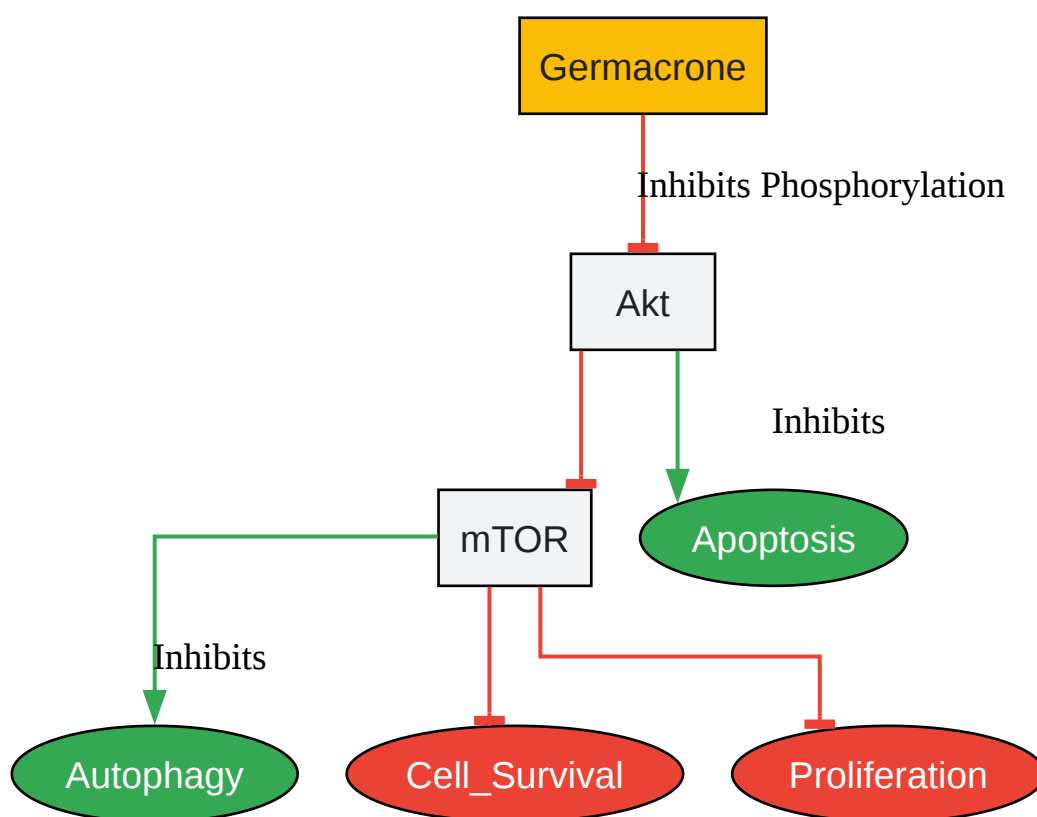 Germacrone
Inhibits Phosphorylation
Akt
Inhibits
mTOR
Apoptosis
Inhibits
Autophagy
Cell_Survival
Proliferation